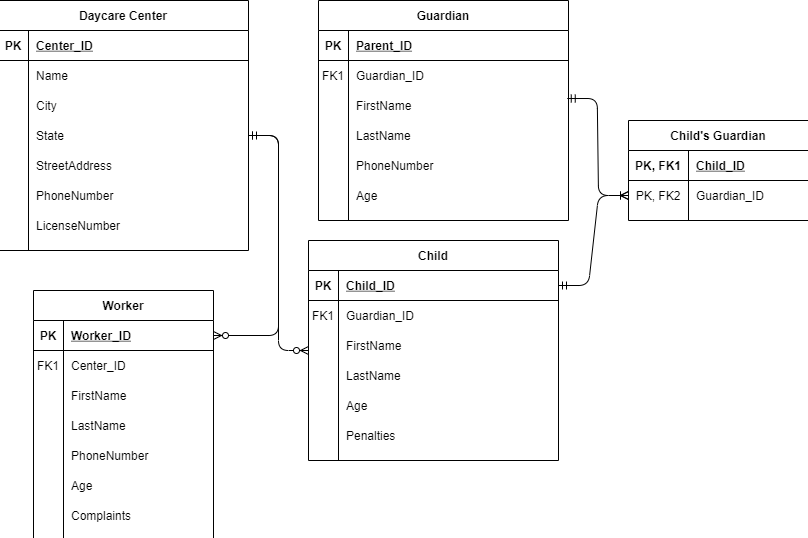 Daycare Center
PK Center_ID
Name
City
State
StreetAddress
PhoneNumber
LicenseNumber
Guardian
PK Parent_ID
FK1 Guardian_ID
FirstName
LastName
PhoneNumber
Age
Child's Guardian
PK, FK1 Child_ID
PK, FK2 Guardian_ID
Child
PK Child_ID
FK1 Guardian_ID
FirstName
LastName
Age
Penalties
Worker
PK Worker_ID
FK1 Center_ID
FirstName
LastName
PhoneNumber
Age
Complaints